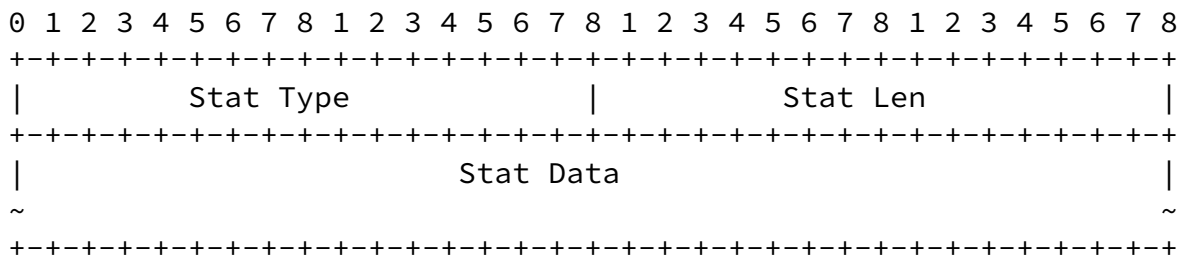 0 1 2 3 4 5 6 7 8 1 2 3 4 5 6 7 8 1 2 3 4 5 6 7 8 1 2 3 4 5 6 7 8
+-+-+-+-+-+-+-+-+-+-+-+-+-+-+-+-+-+-+-+-+-+-+-+-+-+-+-+-+-+-+-+-+
|         Stat Type             |          Stat Len             |
+-+-+-+-+-+-+-+-+-+-+-+-+-+-+-+-+-+-+-+-+-+-+-+-+-+-+-+-+-+-+-+-+
|                        Stat Data                              |
~                                                               ~
+-+-+-+-+-+-+-+-+-+-+-+-+-+-+-+-+-+-+-+-+-+-+-+-+-+-+-+-+-+-+-+-+